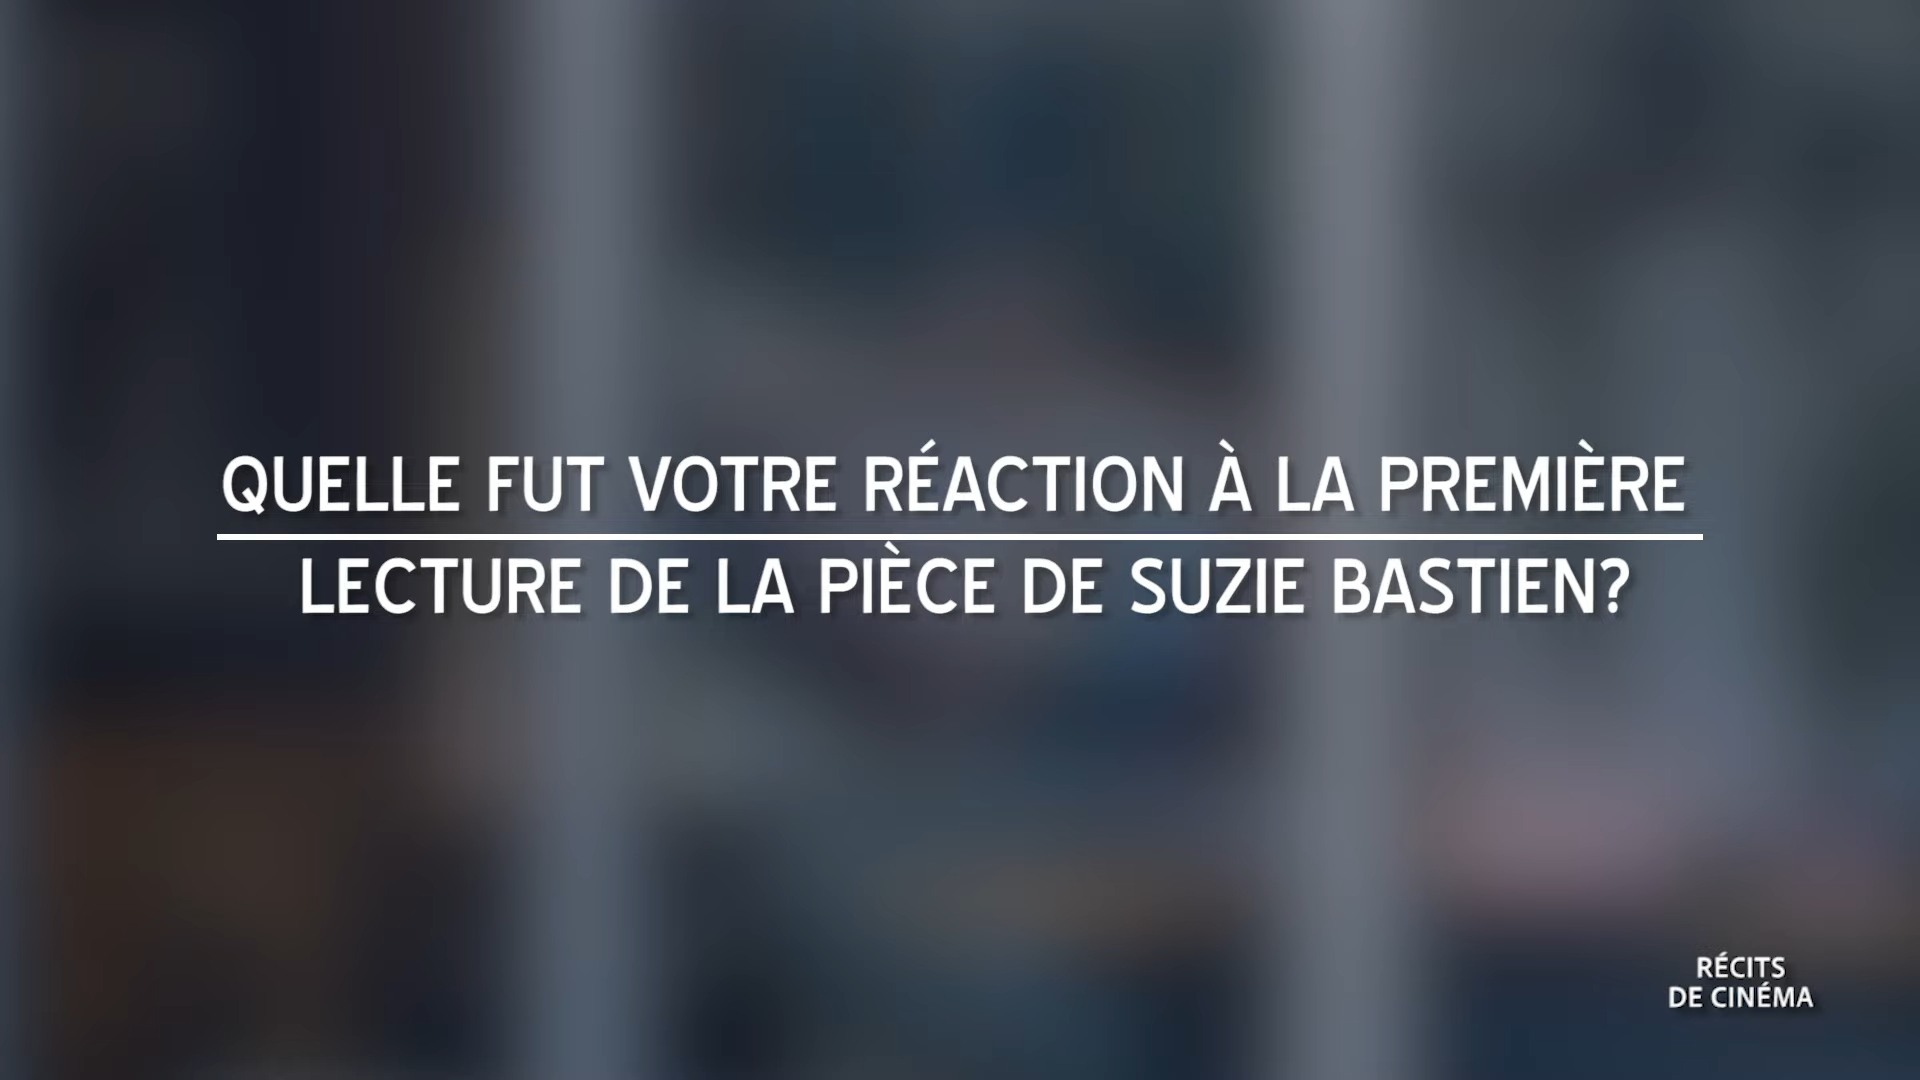 QUELLE FUT VOTRE RÉACTION À LA PREMIÈRE
LECTURE DE LA PIÈCE DE SUZIE BASTIEN?
RÉCITS
DE CINÉMA